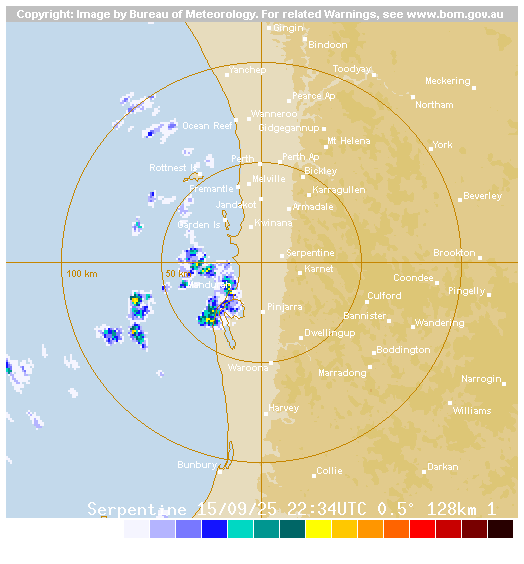 Copyright: Image by Bureau of Meteorology. For related Warnings, see www.bom.gov.au
Gingin
Bindoon
Yanchep
Toodyay
Meckering
Pearce Ap
Northam
Wanneroo
Ocean Reef
Gidgegannup
Mt Helena
York
Perth
Perth Ap
Rottnest Is
Bickley
Melville
Fremantle
Karragullen
Beverley
Jandakot
Armadale
Garden Is
Kwinana
Serpentine
Brookton
100 km
50 km
Karnet
Coondee
Mandurah
Pingelly
Culford
Pinjarra
Bannister
Wandering
Dwellingup
Boddington
Waroona
Marradong
Narrogin
Harvey
Williams
Bunbury
Collie
Darkan
Serpentine 15/09/25 22:34UTC 0.5° 128km 1